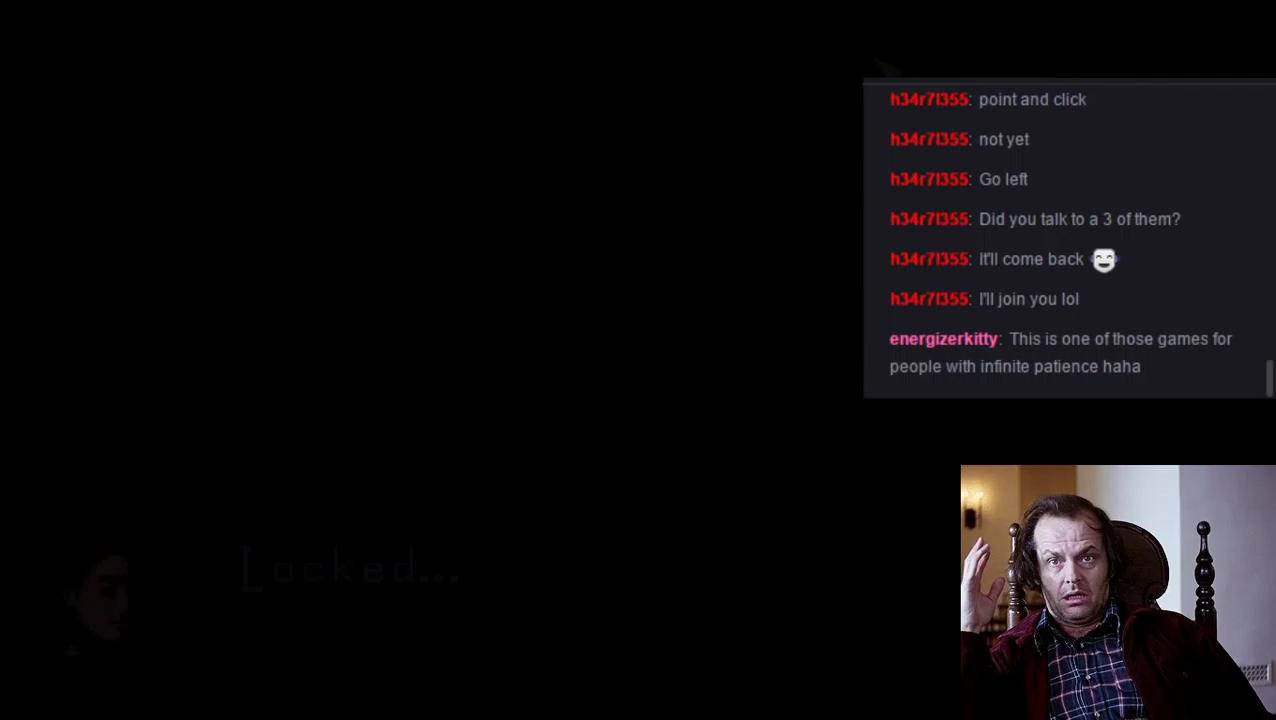 h34r7l355: point and click
h34r7l355: not yet
h34r7l355: Go left
h34r7l355: Did you talk to a 3 of them?
h34r7l355: It'll come back
h34r7l355: I'll join you lol
energizerkitty: This is one of those games for
people with infinite patience haha
Locked...